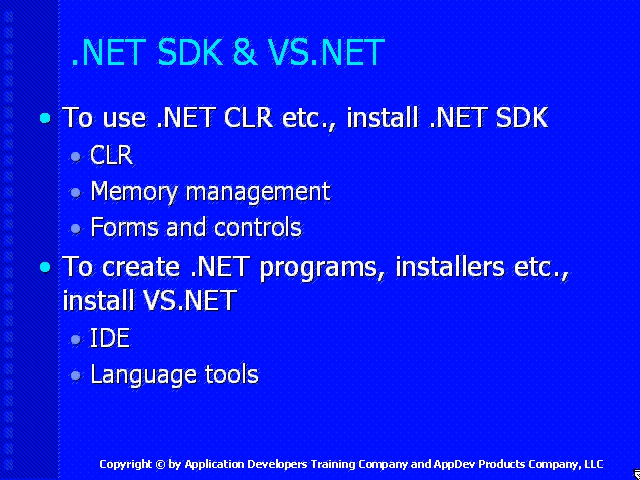 .NET SDK & VS.NET
To use .NET CLR etc., install .NET SDK
CLR
Memory management
Forms and controls
To create .NET programs, installers etc.,
install VS.NET
IDE
Language tools
Copyright © by Application Developers Training Company and AppDev Products Company, LLC